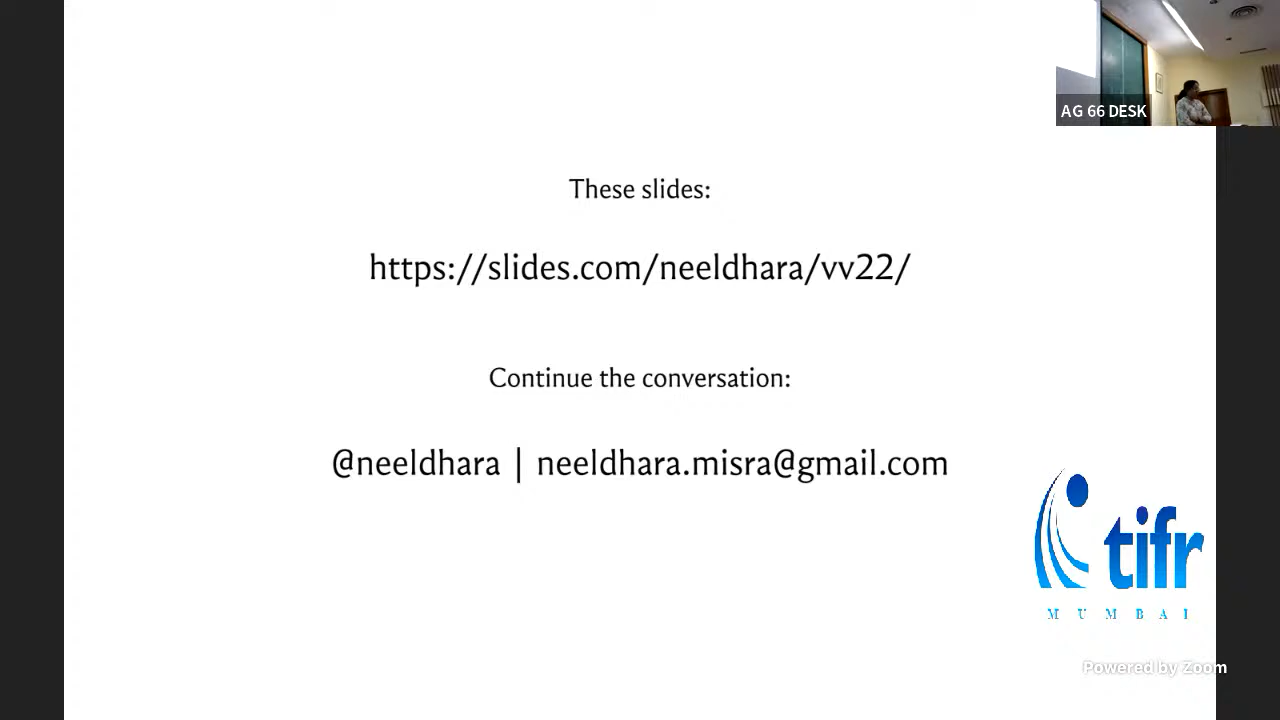 AG 66 DESK
These slides:
https://slides.com/neeldhara/vv22/
Continue the conversation:
@neeldhara | neeldhara.misra@gmail.com
tifr
MUMBAI
Powered by Zoom